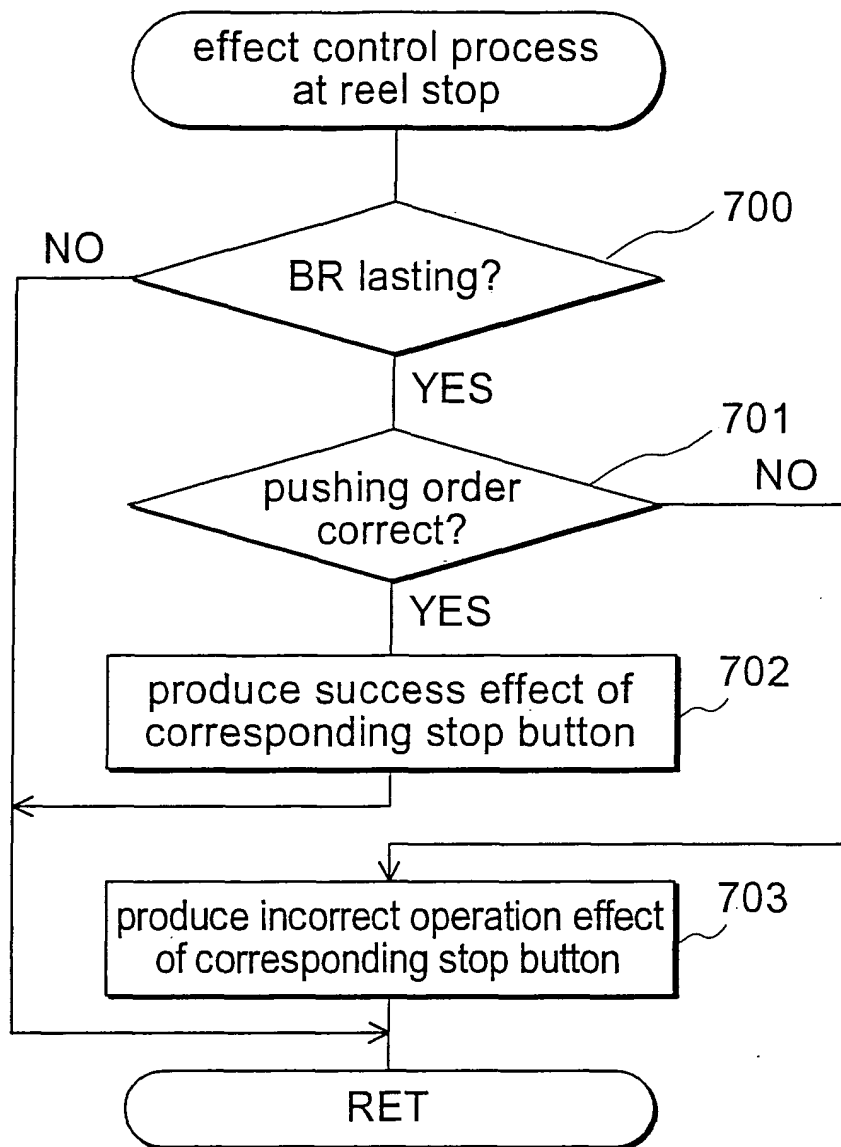 effect control process
at reel stop
700
NO
BR lasting?
YES
701
NO
pushing order
correct?
YES
702
produce success effect of
corresponding stop button
703
produce incorrect operation effect
of corresponding stop button
RET